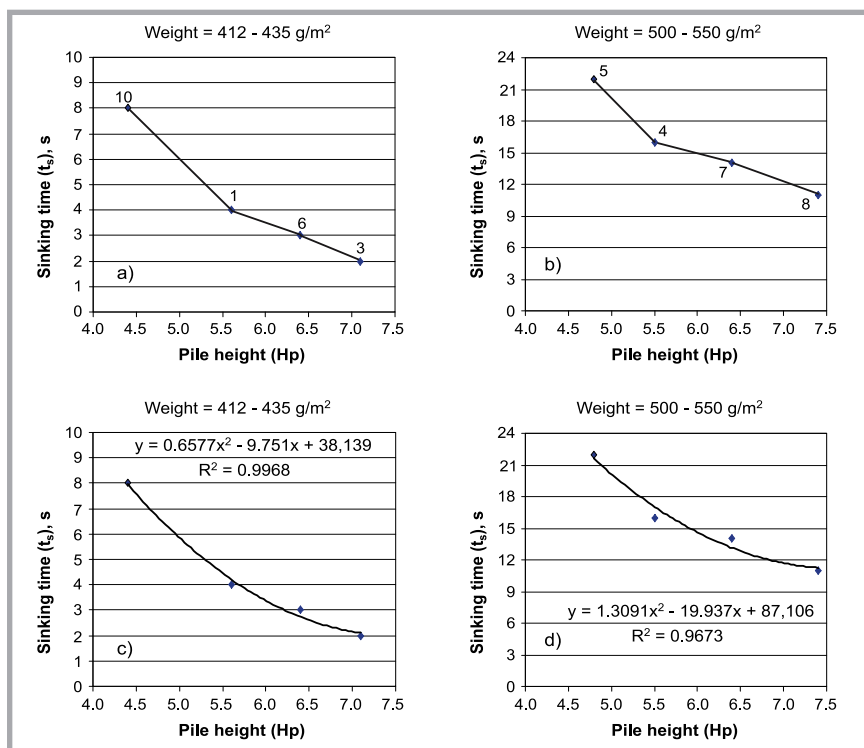 Weight = 412 - 435 g/m²
Sinking time (tₛ), s
10
9
8
7
6
5
4
3
2
1
0
10
1
6
3
a)
4.0 4.5 5.0 5.5 6.0 6.5 7.0 7.5
Pile height (Hp)
Weight = 500 - 550 g/m²
Sinking time (tₛ), s
24
21
18
15
12
9
6
3
0
5
4
7
8
b)
4.0 4.5 5.0 5.5 6.0 6.5 7.0 7.5
Pile height (Hp)
Weight = 412 - 435 g/m²
Sinking time (tₛ), s
10
9
8
7
6
5
4
3
2
1
0
y = 0.6577x² - 9.751x + 38,139
R² = 0.9968
c)
4.0 4.5 5.0 5.5 6.0 6.5 7.0 7.5
Pile height (Hp)
Weight = 500 - 550 g/m²
Sinking time (tₛ), s
24
21
18
15
12
9
6
3
0
y = 1.3091x² - 19.937x + 87,106
R² = 0.9673
d)
4.0 4.5 5.0 5.5 6.0 6.5 7.0 7.5
Pile height (Hp)